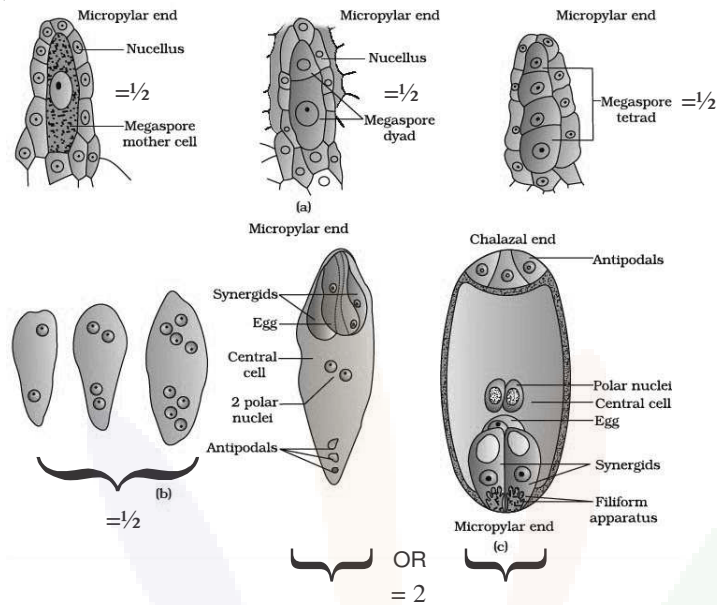 Micropylar end
Nucellus
=½
Megaspore
mother cell
Micropylar end
Nucellus
=½
Megaspore
dyad
Micropylar end
Megaspore
tetrad
=½
(a)
(b)
=½
Micropylar end
Synergids
Egg
Central
cell
2 polar
nuclei
Antipodals
Chalazal end
Antipodals
Polar nuclei
Central cell
Egg
Synergids
Filiform
apparatus
Micropylar end
(c)
OR
= 2